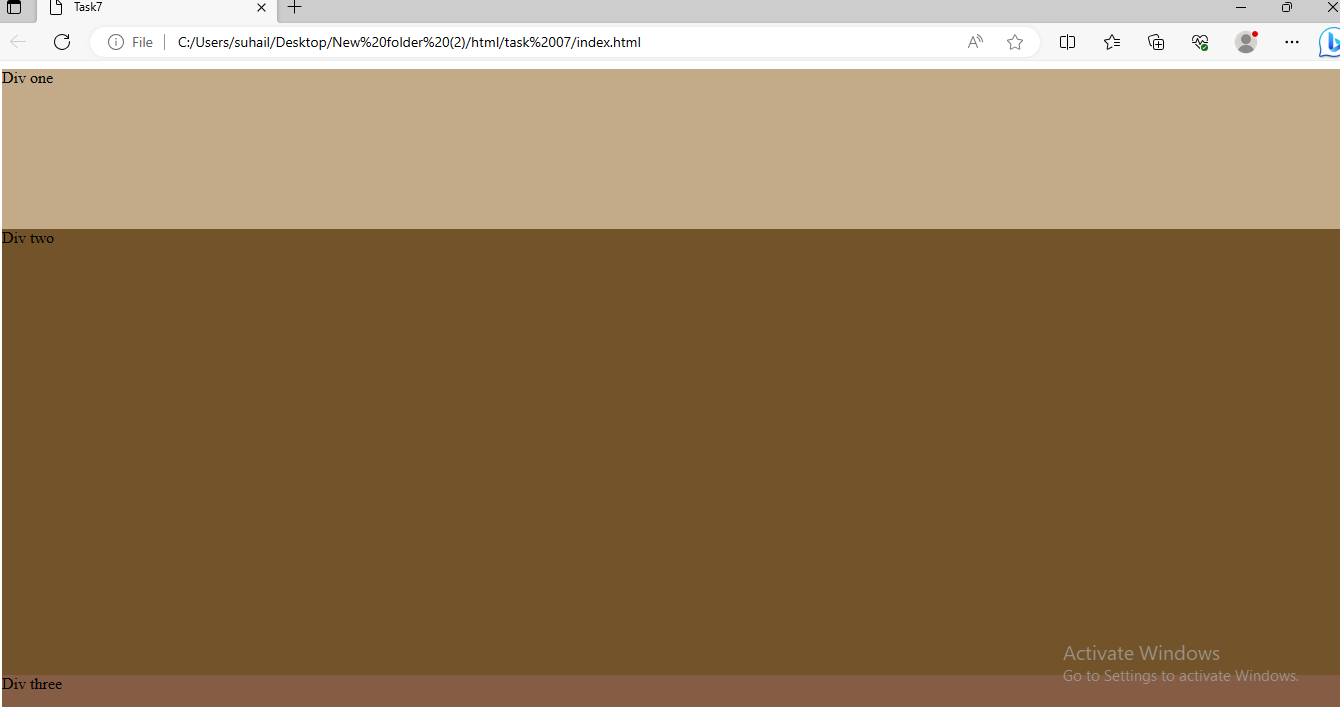 Task7
File
C:/Users/suhail/Desktop/New%20folder%20(2)/html/task%2007/index.html
Div one
Div two
Activate Windows
Go to Settings to activate Windows.
Div three